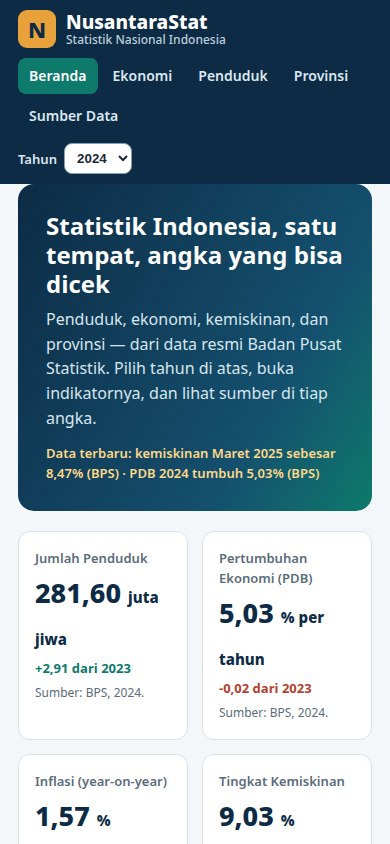 N
NusantaraStat
Statistik Nasional Indonesia
Beranda Ekonomi Penduduk Provinsi
Sumber Data
Tahun 2024
Statistik Indonesia, satu
tempat, angka yang bisa
dicek
Penduduk, ekonomi, kemiskinan, dan
provinsi — dari data resmi Badan Pusat
Statistik. Pilih tahun di atas, buka
indikatornya, dan lihat sumber di tiap
angka.
Data terbaru: kemiskinan Maret 2025 sebesar
8,47% (BPS) · PDB 2024 tumbuh 5,03% (BPS)
Jumlah Penduduk
281,60 juta
jiwa
+2,91 dari 2023
Sumber: BPS, 2024.
Pertumbuhan
Ekonomi (PDB)
5,03 % per
tahun
-0,02 dari 2023
Sumber: BPS, 2024.
Inflasi (year-on-year)
1,57 %
Tingkat Kemiskinan
9,03 %